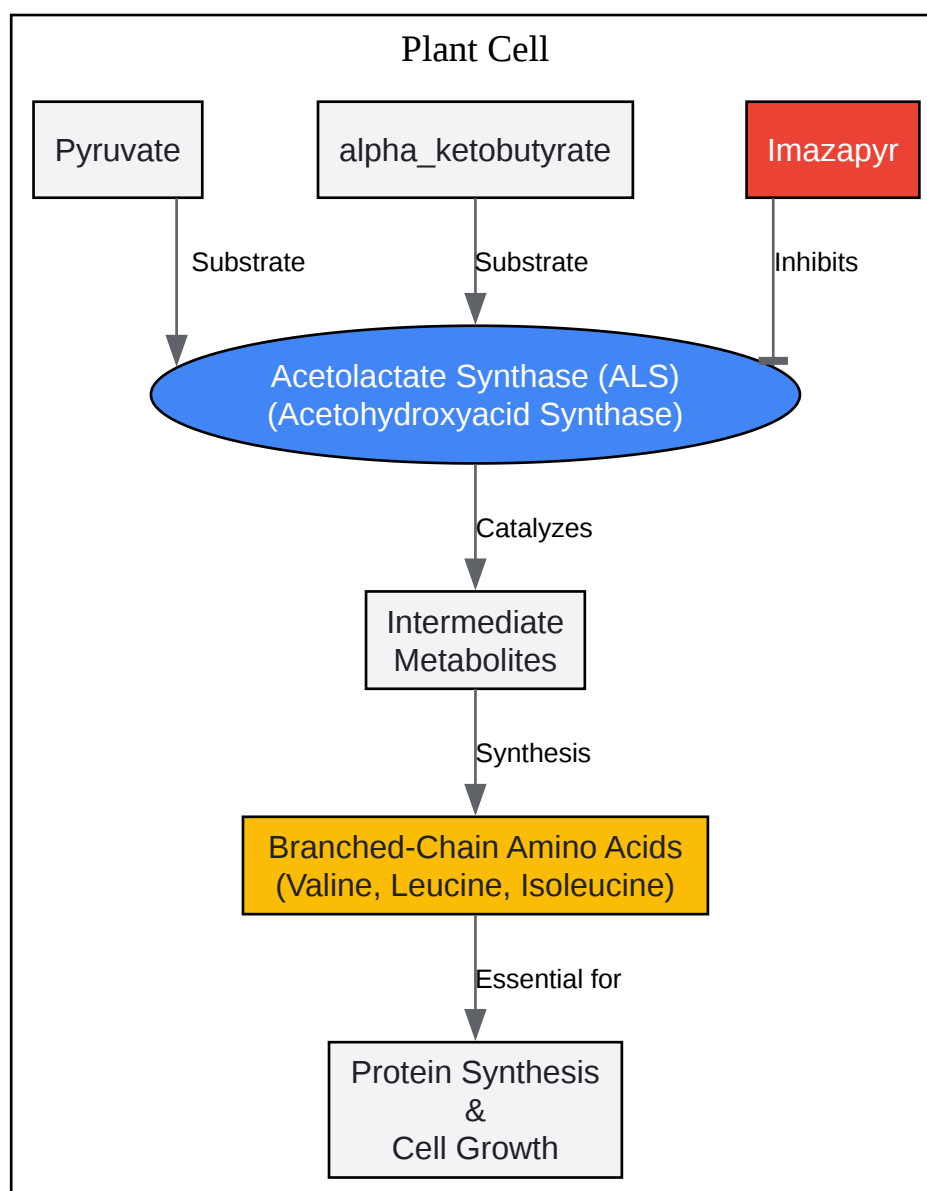 Plant Cell
Pyruvate
alpha_ketobutyrate
Imazapyr
Substrate
Substrate
Inhibits
Acetolactate Synthase (ALS)
(Acetohydroxyacid Synthase)
Catalyzes
Intermediate
Metabolites
Synthesis
Branched-Chain Amino Acids
(Valine, Leucine, Isoleucine)
Essential for
Protein Synthesis
&
Cell Growth